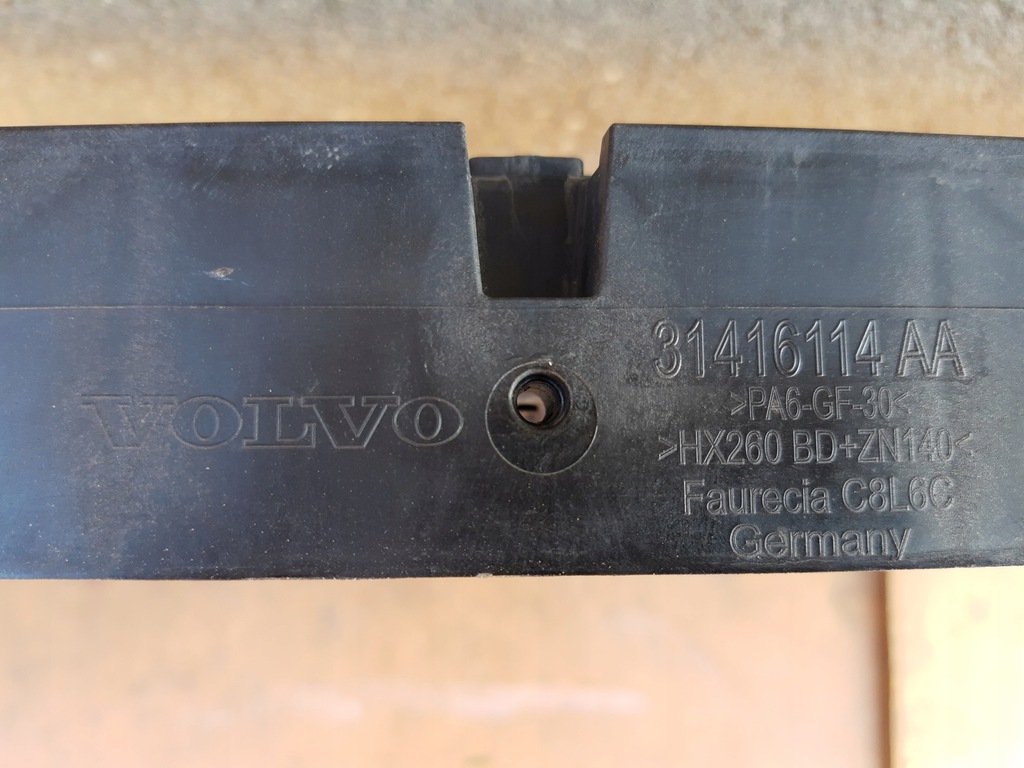 VOLVO
31416114 AA
>PA6-GF-30<
>HX260 BD+ZN140<
Faurecia C8L6C
Germany